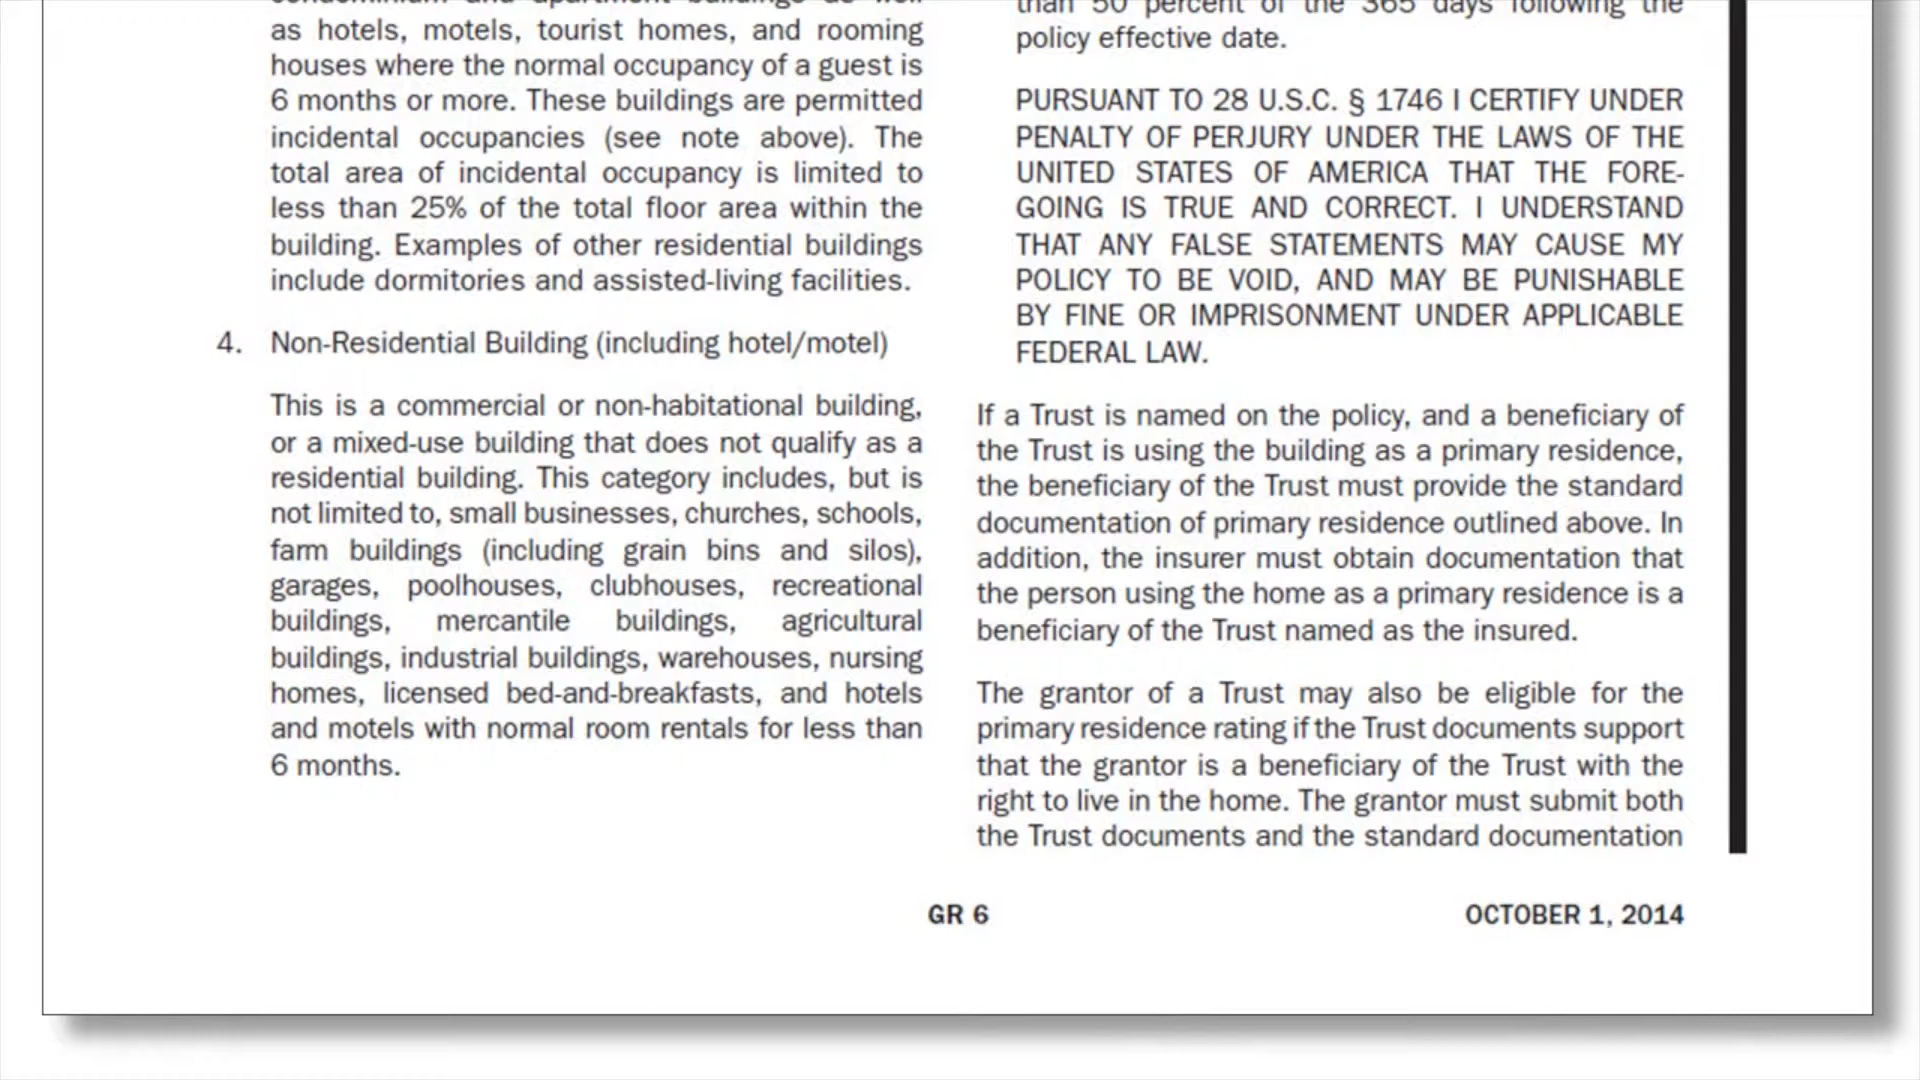 condominium and apartment buildings as well
as hotels, motels, tourist homes, and rooming
houses where the normal occupancy of a guest is
6 months or more. These buildings are permitted
incidental occupancies (see note above). The
total area of incidental occupancy is limited to
less than 25% of the total floor area within the
building. Examples of other residential buildings
include dormitories and assisted-living facilities.
4. Non-Residential Building (including hotel/motel)
This is a commercial or non-habitational building,
or a mixed-use building that does not qualify as a
residential building. This category includes, but is
not limited to, small businesses, churches, schools,
farm buildings (including grain bins and silos),
garages, poolhouses, clubhouses, recreational
buildings, mercantile buildings, agricultural
buildings, industrial buildings, warehouses, nursing
homes, licensed bed-and-breakfasts, and hotels
and motels with normal room rentals for less than
6 months.
than 50 percent of the 365 days following the
policy effective date.
PURSUANT TO 28 U.S.C. § 1746 I CERTIFY UNDER
PENALTY OF PERJURY UNDER THE LAWS OF THE
UNITED STATES OF AMERICA THAT THE FORE-
GOING IS TRUE AND CORRECT. I UNDERSTAND
THAT ANY FALSE STATEMENTS MAY CAUSE MY
POLICY TO BE VOID, AND MAY BE PUNISHABLE
BY FINE OR IMPRISONMENT UNDER APPLICABLE
FEDERAL LAW.
If a Trust is named on the policy, and a beneficiary of
the Trust is using the building as a primary residence,
the beneficiary of the Trust must provide the standard
documentation of primary residence outlined above. In
addition, the insurer must obtain documentation that
the person using the home as a primary residence is a
beneficiary of the Trust named as the insured.
The grantor of a Trust may also be eligible for the
primary residence rating if the Trust documents support
that the grantor is a beneficiary of the Trust with the
right to live in the home. The grantor must submit both
the Trust documents and the standard documentation
GR 6
OCTOBER 1, 2014